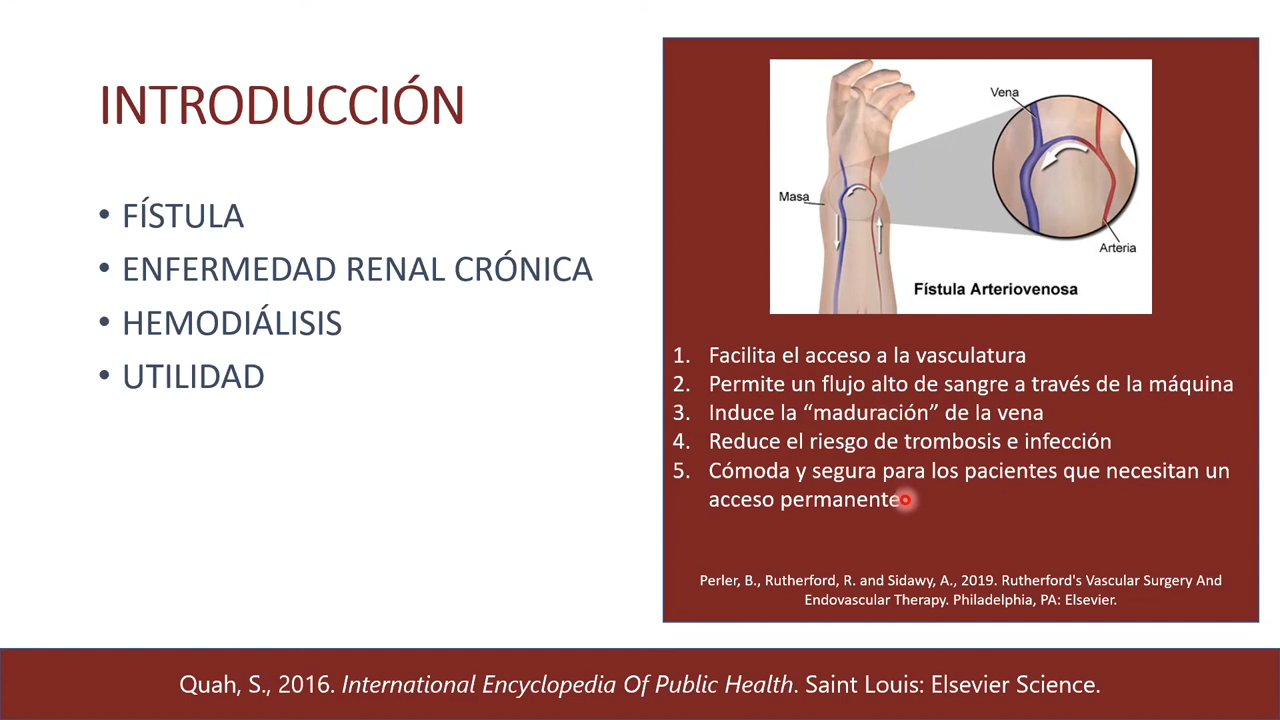 INTRODUCCIÓN
• FÍSTULA
• ENFERMEDAD RENAL CRÓNICA
• HEMODIÁLISIS
• UTILIDAD
Vena
Masa
Arteria
Fístula Arteriovenosa
1. Facilita el acceso a la vasculatura
2. Permite un flujo alto de sangre a través de la máquina
3. Induce la “maduración” de la vena
4. Reduce el riesgo de trombosis e infección
5. Cómoda y segura para los pacientes que necesitan un
acceso permanente
Perler, B., Rutherford, R. and Sidawy, A., 2019. Rutherford's Vascular Surgery And
Endovascular Therapy. Philadelphia, PA: Elsevier.
Quah, S., 2016. International Encyclopedia Of Public Health. Saint Louis: Elsevier Science.